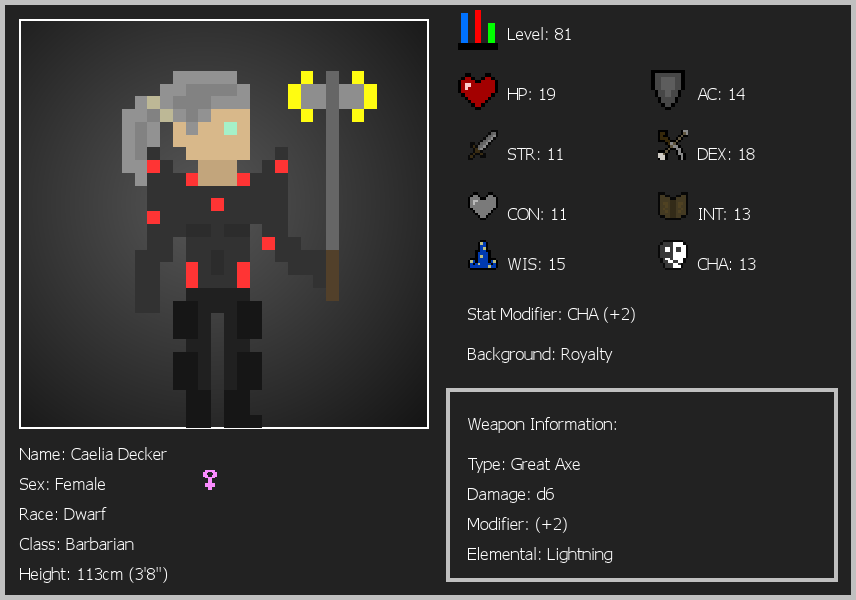 Level: 81
HP: 19
AC: 14
STR: 11
DEX: 18
CON: 11
INT: 13
WIS: 15
CHA: 13
Stat Modifier: CHA (+2)
Background: Royalty
Weapon Information:
Type: Great Axe
Damage: d6
Modifier: (+2)
Elemental: Lightning
Name: Caelia Decker
Sex: Female
Race: Dwarf
Class: Barbarian
Height: 113cm (3'8")